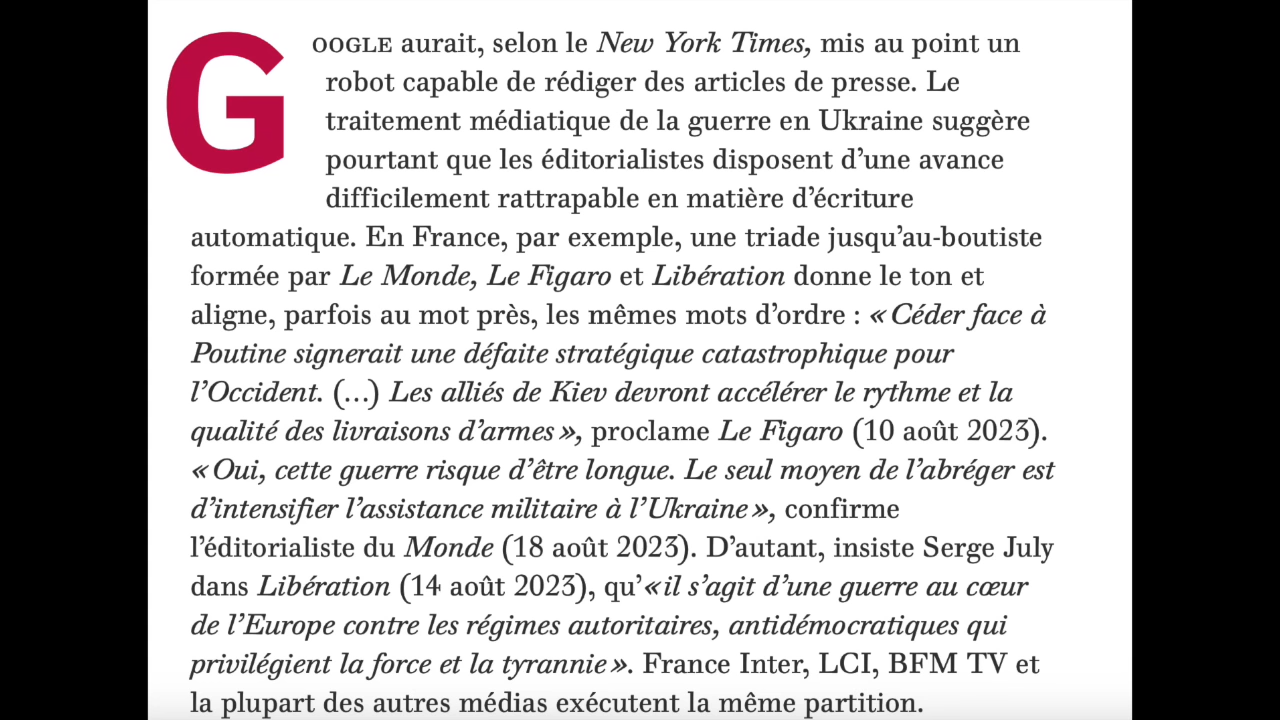 GOOGLE aurait, selon le New York Times, mis au point un
robot capable de rédiger des articles de presse. Le
traitement médiatique de la guerre en Ukraine suggère
pourtant que les éditorialistes disposent d’une avance
difficilement rattrapable en matière d’écriture
automatique. En France, par exemple, une triade jusqu’au-boutiste
formée par Le Monde, Le Figaro et Libération donne le ton et
aligne, parfois au mot près, les mêmes mots d’ordre : « Céder face à
Poutine signerait une défaite stratégique catastrophique pour
l’Occident. (…) Les alliés de Kiev devront accélérer le rythme et la
qualité des livraisons d’armes », proclame Le Figaro (10 août 2023).
« Oui, cette guerre risque d’être longue. Le seul moyen de l’abréger est
d’intensifier l’assistance militaire à l’Ukraine », confirme
l’éditorialiste du Monde (18 août 2023). D’autant, insiste Serge July
dans Libération (14 août 2023), qu’« il s’agit d’une guerre au cœur
de l’Europe contre les régimes autoritaires, antidémocratiques qui
privilégient la force et la tyrannie ». France Inter, LCI, BFM TV et
la plupart des autres médias exécutent la même partition.